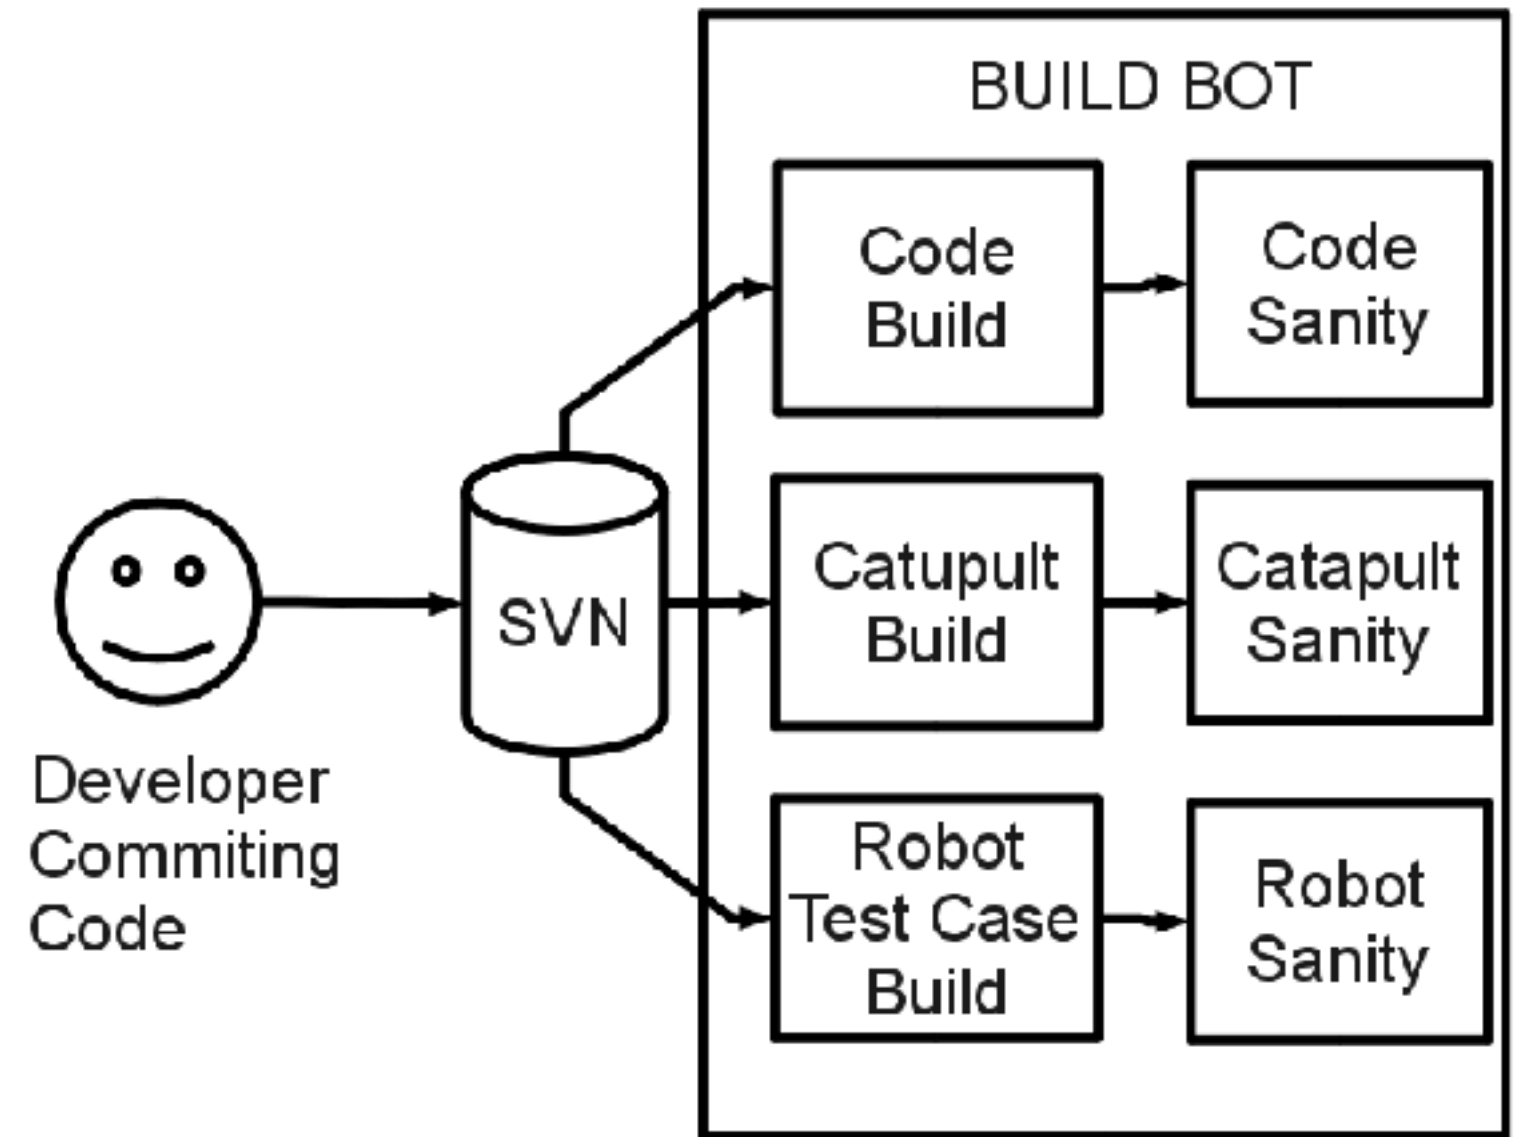 BUILD BOT
Code
Build
Code
Sanity
SVN
Catupult
Build
Catapult
Sanity
Developer
Commiting
Code
Robot
Test Case
Build
Robot
Sanity